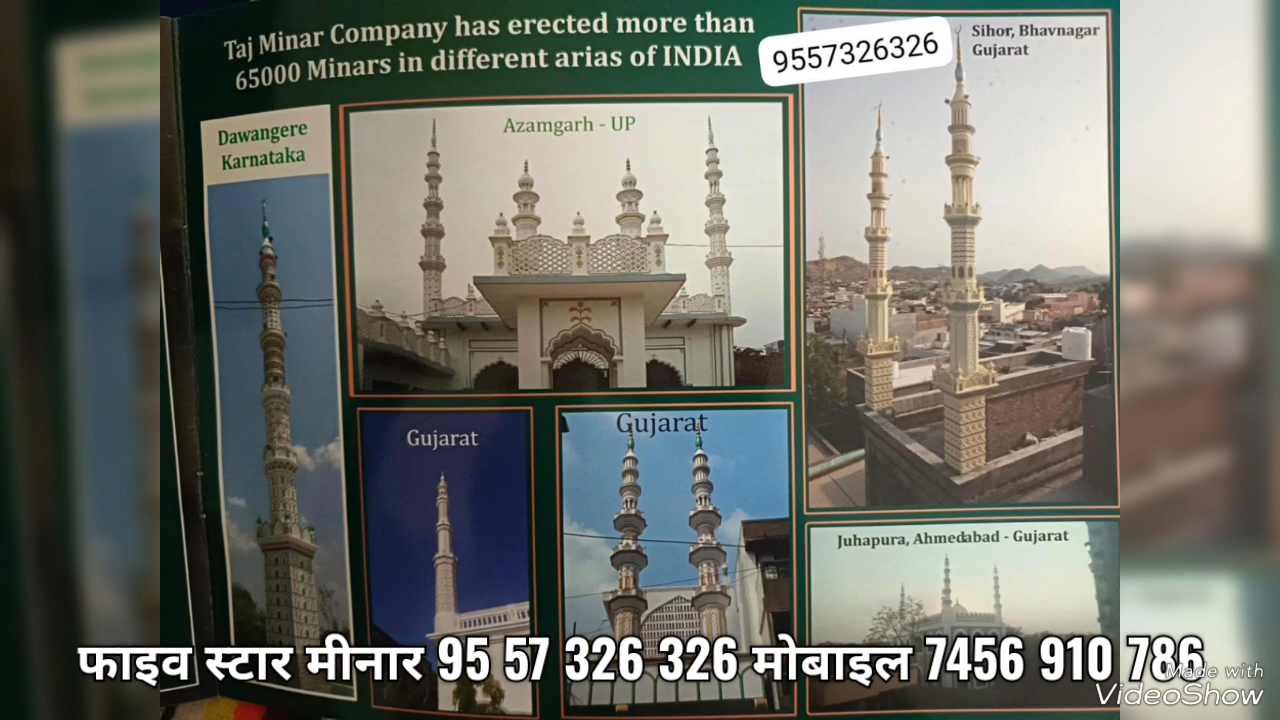 Taj Minar Company has erected more than
65000 Minars in different arias of INDIA
9557326326
Sihor, Bhavnagar
Gujarat
Dawangere
Karnataka
Azamgarh - UP
Gujarat
Gujarat
Juhapura, Ahmedabad - Gujarat
फाइव स्टार मीनार 95 57 326 326 मोबाइल 7456 910 786
Made with
VideoShow